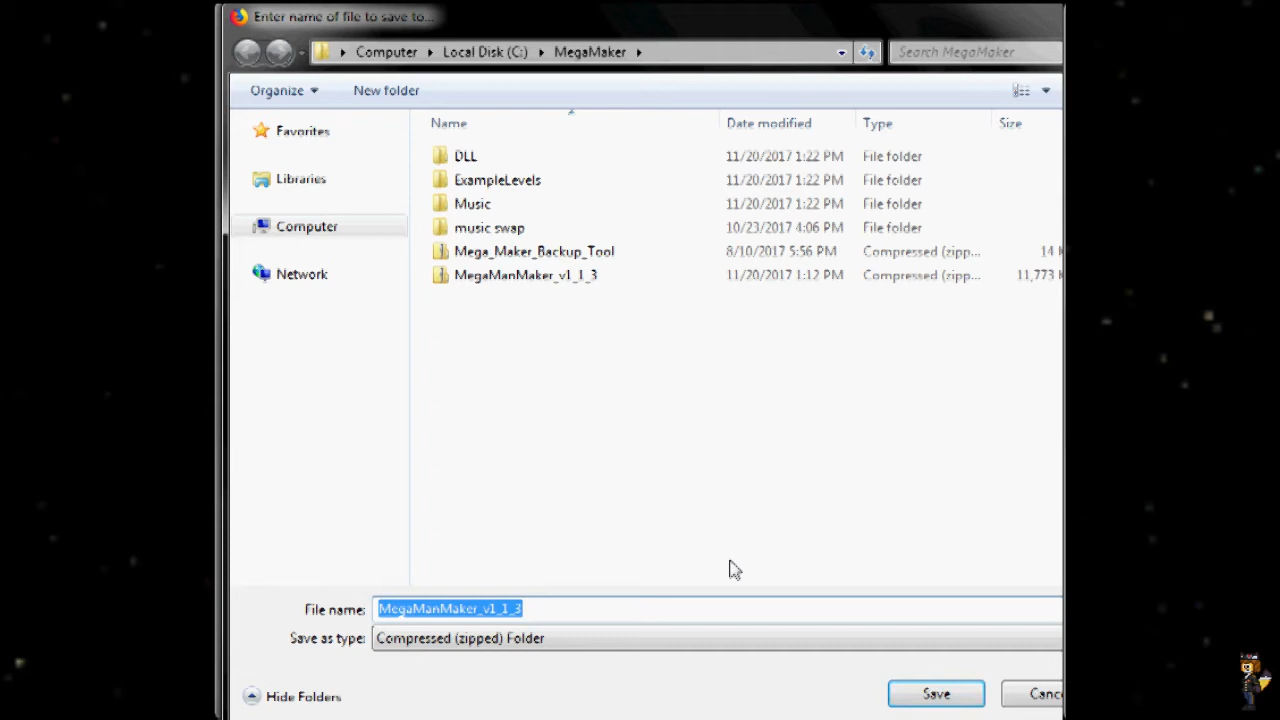 Enter name of file to save to...
Computer Local Disk (C:) MegaMaker Search MegaMaker
Organize New folder
Name Date modified Type Size
Favorites
Libraries
Computer
Network
DLL 11/20/2017 1:22 PM File folder
ExampleLevels 11/20/2017 1:22 PM File folder
Music 11/20/2017 1:22 PM File folder
music swap 10/23/2017 4:06 PM File folder
Mega_Maker_Backup_Tool 8/10/2017 5:56 PM Compressed (zipp... 14
MegaManMaker_v1_1_3 11/20/2017 1:12 PM Compressed (zipp... 11,773
File name: MegaManMaker_v1_1_3
Save as type: Compressed (zipped) Folder
Hide Folders Save Canc